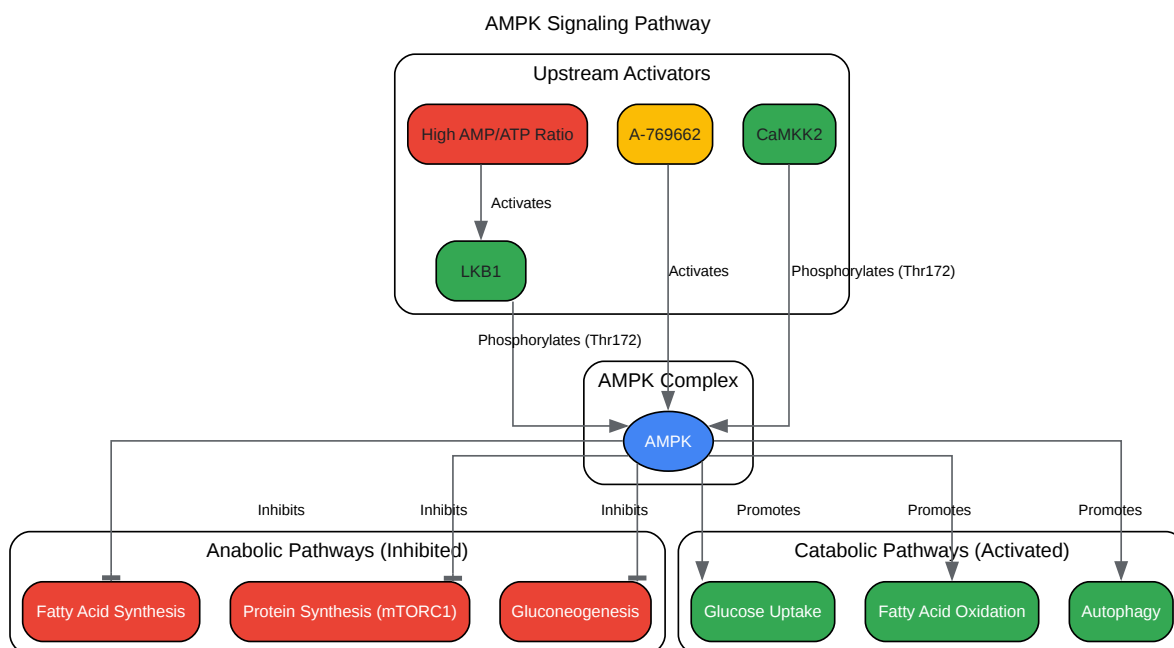 AMPK Signaling Pathway
Upstream Activators
High AMP/ATP Ratio
A-769662
CaMKK2
Activates
LKB1
Activates
Phosphorylates (Thr172)
Phosphorylates (Thr172)
AMPK Complex
AMPK
Inhibits
Inhibits
Inhibits
Promotes
Promotes
Promotes
Anabolic Pathways (Inhibited)
Catabolic Pathways (Activated)
Fatty Acid Synthesis
Protein Synthesis (mTORC1)
Gluconeogenesis
Glucose Uptake
Fatty Acid Oxidation
Autophagy